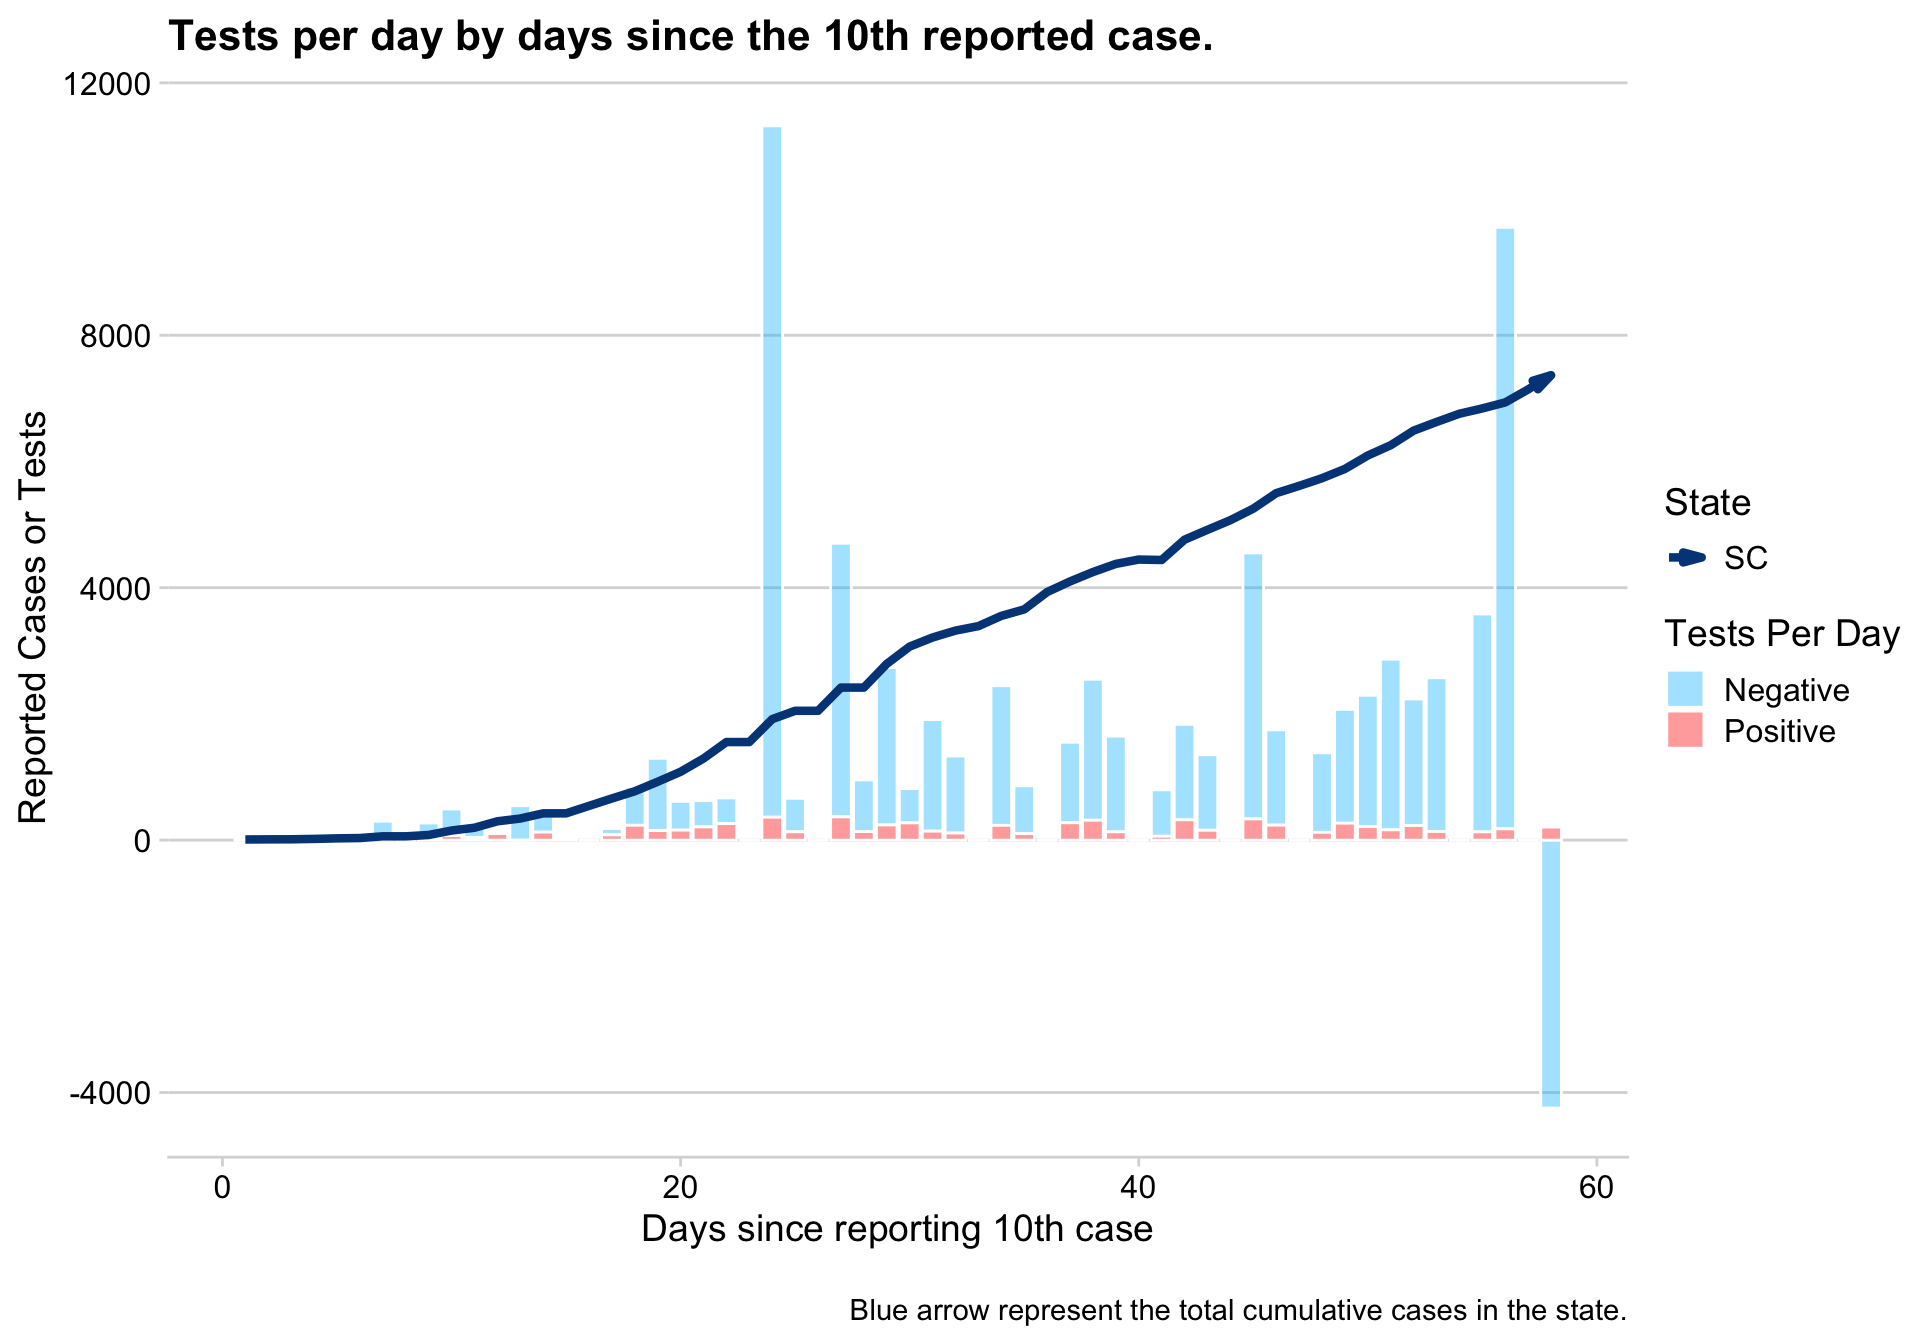 Tests per day by days since the 10th reported case.
12000
8000
4000
0
-4000
Reported Cases or Tests
0 20 40 60
Days since reporting 10th case
State
SC
Tests Per Day
Negative
Positive
Blue arrow represent the total cumulative cases in the state.